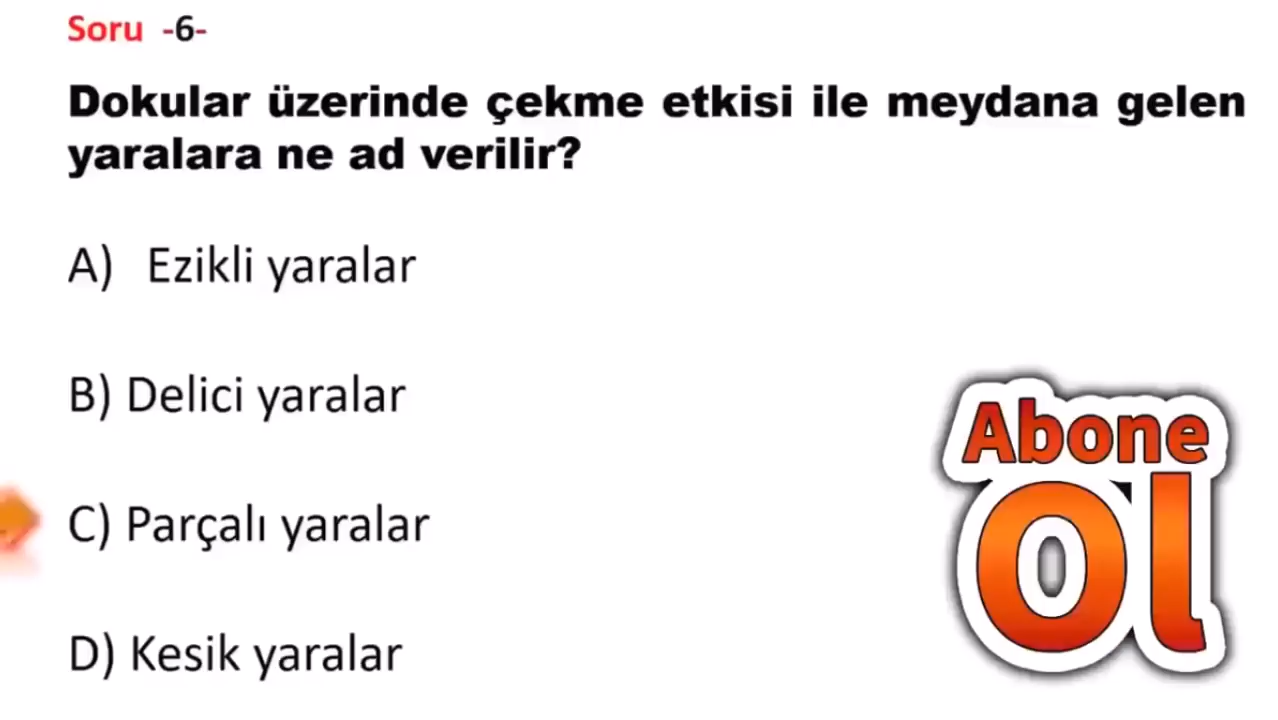 Soru -6-
Dokular üzerinde çekme etkisi ile meydana gelen
yaralara ne ad verilir?
A) Ezikli yaralar
B) Delici yaralar
C) Parçalı yaralar
D) Kesik yaralar
Abone
Ol